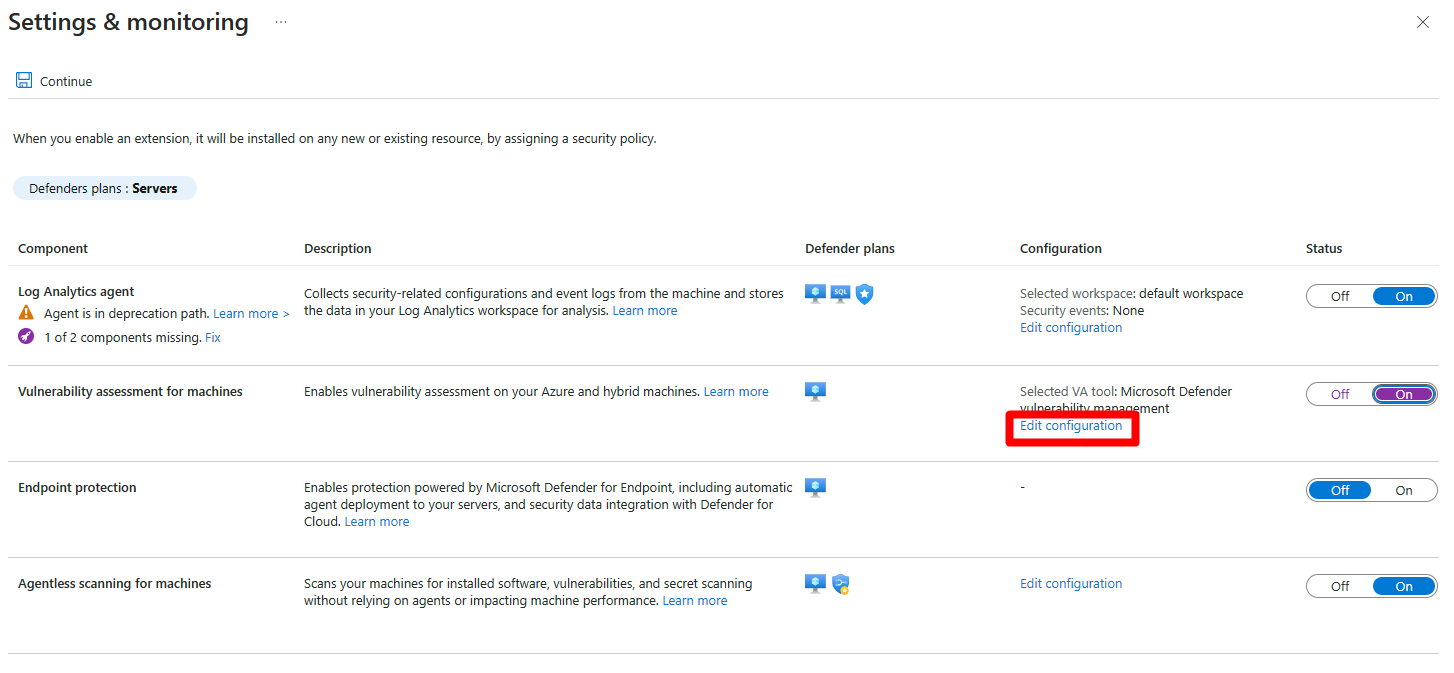 Settings & monitoring ...
Continue
When you enable an extension, it will be installed on any new or existing resource, by assigning a security policy.
Defenders plans : Servers
Component Description Defender plans Configuration Status
Log Analytics agent
Agent is in deprecation path. Learn more >
1 of 2 components missing. Fix
Collects security-related configurations and event logs from the machine and stores
the data in your Log Analytics workspace for analysis. Learn more
SQL
Selected workspace: default workspace
Security events: None
Edit configuration
Off On
Vulnerability assessment for machines
Enables vulnerability assessment on your Azure and hybrid machines. Learn more
Selected VA tool: Microsoft Defender
vulnerability management
Edit configuration
Off On
Endpoint protection
Enables protection powered by Microsoft Defender for Endpoint, including automatic
agent deployment to your servers, and security data integration with Defender for
Cloud. Learn more
-
Off On
Agentless scanning for machines
Scans your machines for installed software, vulnerabilities, and secret scanning
without relying on agents or impacting machine performance. Learn more
Edit configuration
Off On